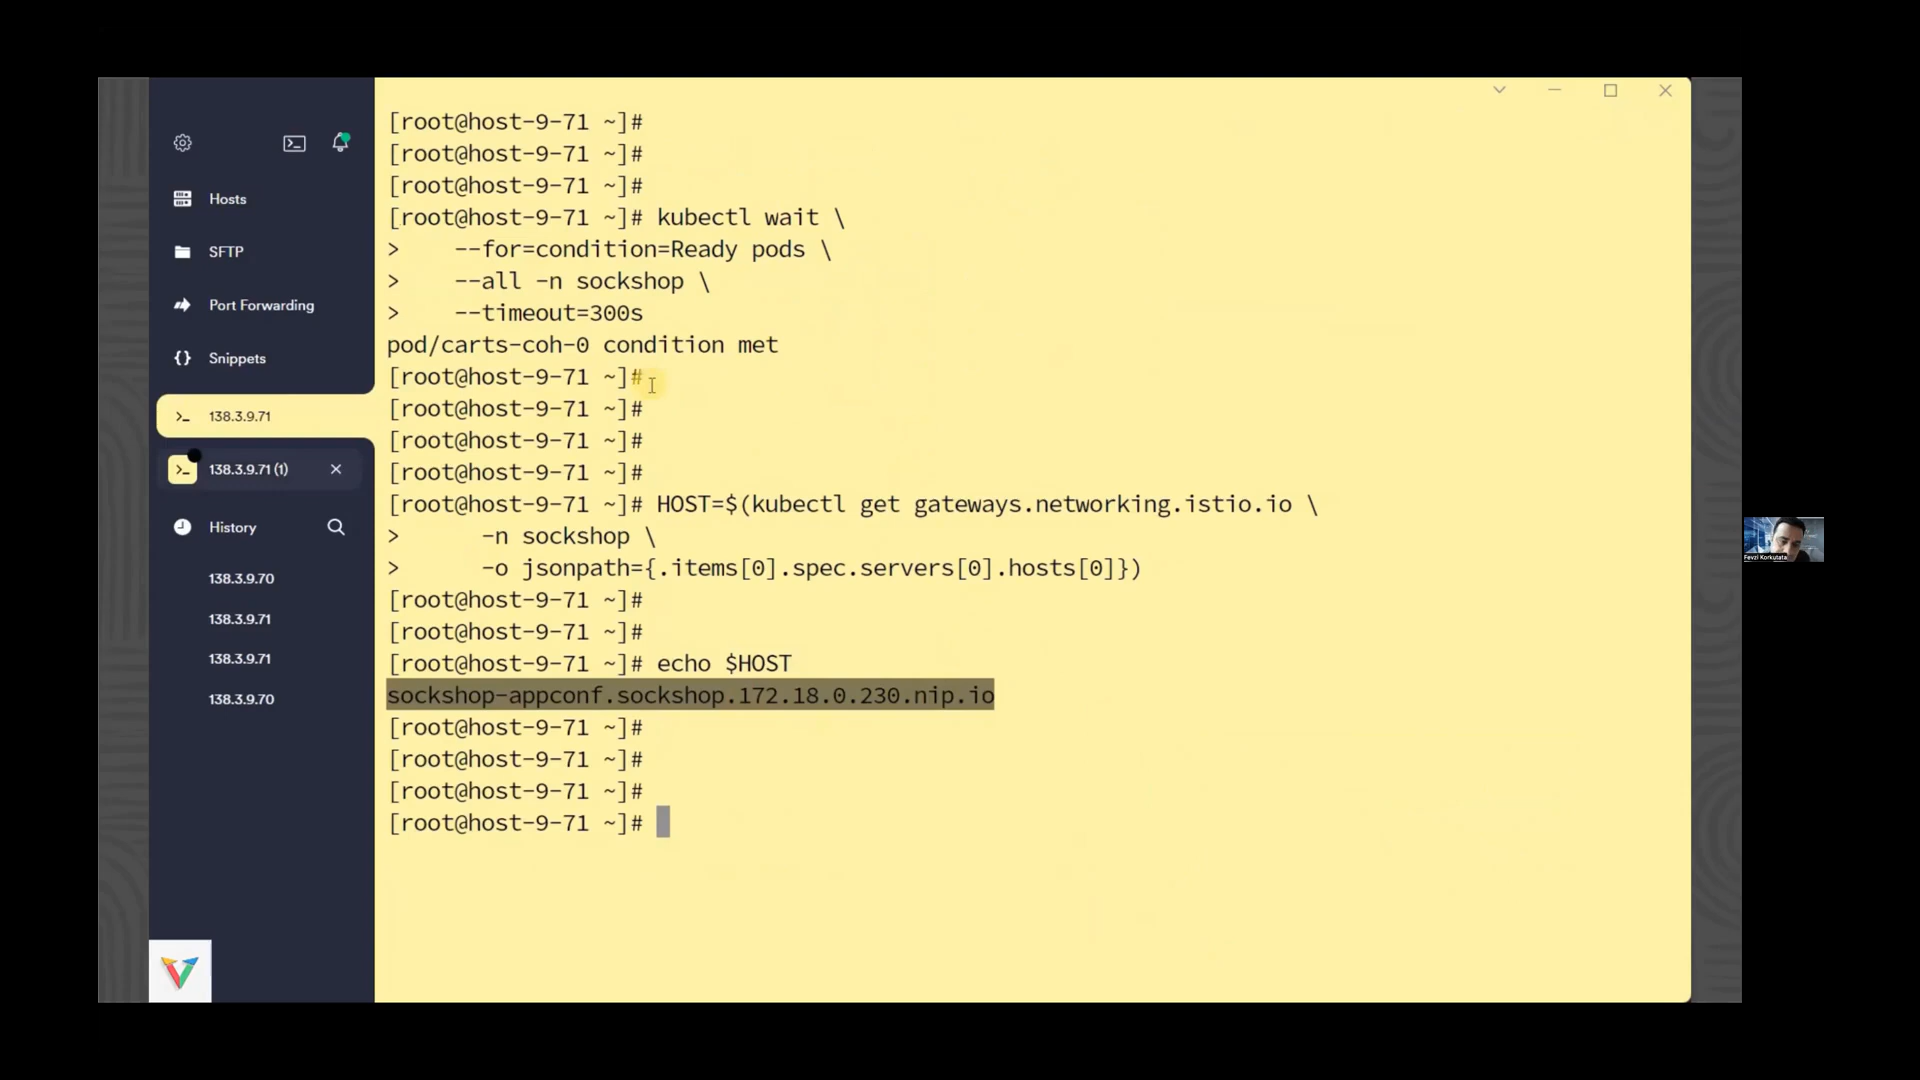 Hosts
SFTP
Port Forwarding
Snippets
138.3.9.71
138.3.9.71 (1)
History
138.3.9.70
138.3.9.71
138.3.9.71
138.3.9.70
[root@host-9-71 ~]#
[root@host-9-71 ~]#
[root@host-9-71 ~]#
[root@host-9-71 ~]# kubectl wait \
>    --for=condition=Ready pods \
>    --all -n sockshop \
>    --timeout=300s
pod/carts-coh-0 condition met
[root@host-9-71 ~]#
[root@host-9-71 ~]#
[root@host-9-71 ~]#
[root@host-9-71 ~]#
[root@host-9-71 ~]# HOST=$(kubectl get gateways.networking.istio.io \
>      -n sockshop \
>      -o jsonpath={.items[0].spec.servers[0].hosts[0]})
[root@host-9-71 ~]#
[root@host-9-71 ~]#
[root@host-9-71 ~]# echo $HOST
sockshop-appconf.sockshop.172.18.0.230.nip.io
[root@host-9-71 ~]#
[root@host-9-71 ~]#
[root@host-9-71 ~]#
[root@host-9-71 ~]#
Fevzi Korkutata